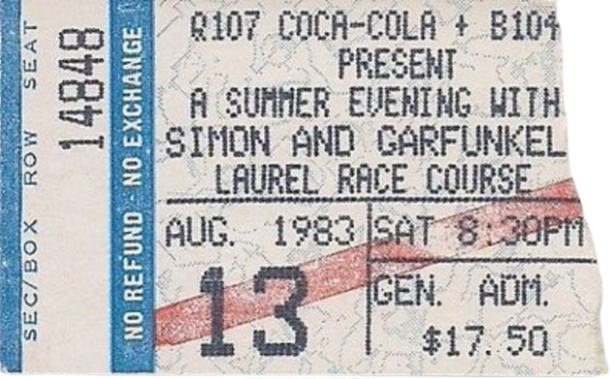 SEC/BOX ROW SEAT
14848
NO REFUND · NO EXCHANGE
Q107 COCA-COLA + B104
PRESENT
A SUMMER EVENING WITH
SIMON AND GARFUNKEL
LAUREL RACE COURSE
AUG. 1983 SAT 8:30PM
13 GEN. ADM.
$17.50